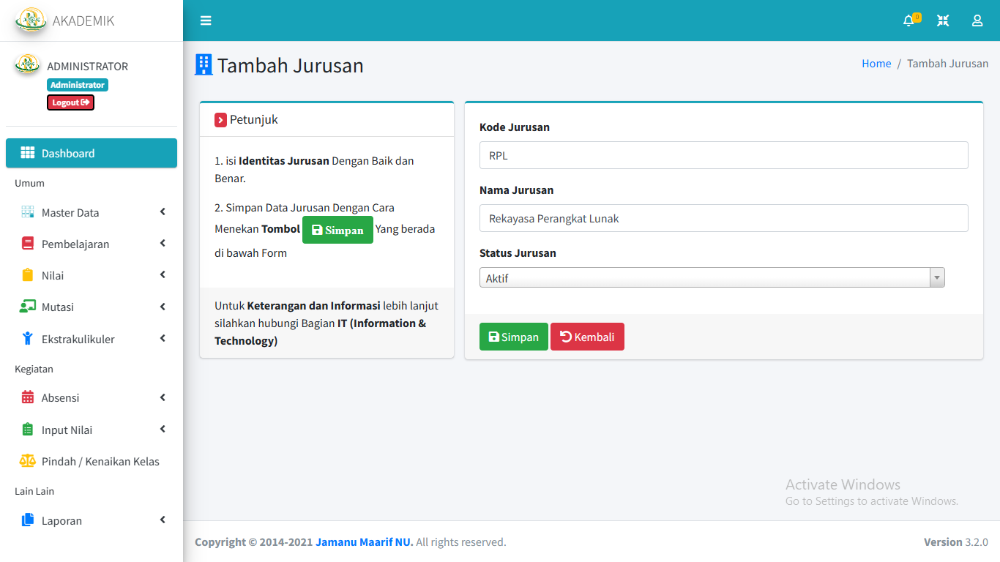 AKADEMIK
0
ADMINISTRATOR
Administrator
Logout
Dashboard
Umum
Master Data
Pembelajaran
Nilai
Mutasi
Ekstrakulikuler
Kegiatan
Absensi
Input Nilai
Pindah / Kenaikan Kelas
Lain Lain
Laporan
Tambah Jurusan
Home / Tambah Jurusan
Petunjuk
1. isi Identitas Jurusan Dengan Baik dan
Benar.
2. Simpan Data Jurusan Dengan Cara
Menekan Tombol Simpan Yang berada
di bawah Form
Untuk Keterangan dan Informasi lebih lanjut
silahkan hubungi Bagian IT (Information &
Technology)
Kode Jurusan
RPL
Nama Jurusan
Rekayasa Perangkat Lunak
Status Jurusan
Aktif
Simpan Kembali
Activate Windows
Go to Settings to activate Windows.
Copyright © 2014-2021 Jamanu Maarif NU. All rights reserved.
Version 3.2.0